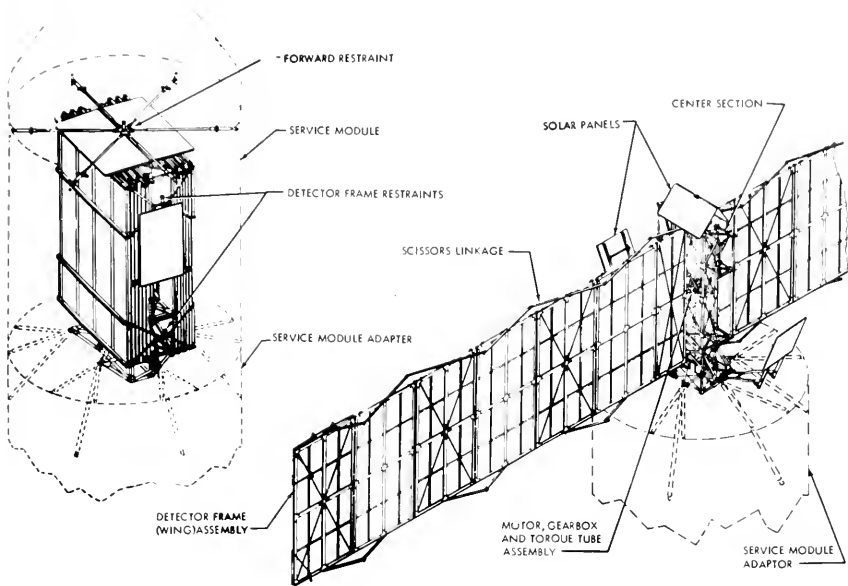 FORWARD RESTRAINT
SERVICE MODULE
DETECTOR FRAME RESTRAINTS
SERVICE MODULE ADAPTER
SOLAR PANELS
CENTER SECTION
SCISSORS LINKAGE
DETECTOR FRAME
(WING) ASSEMBLY
MOTOR, GEARBOX
AND TORQUE TUBE
ASSEMBLY
SERVICE MODULE
ADAPTOR